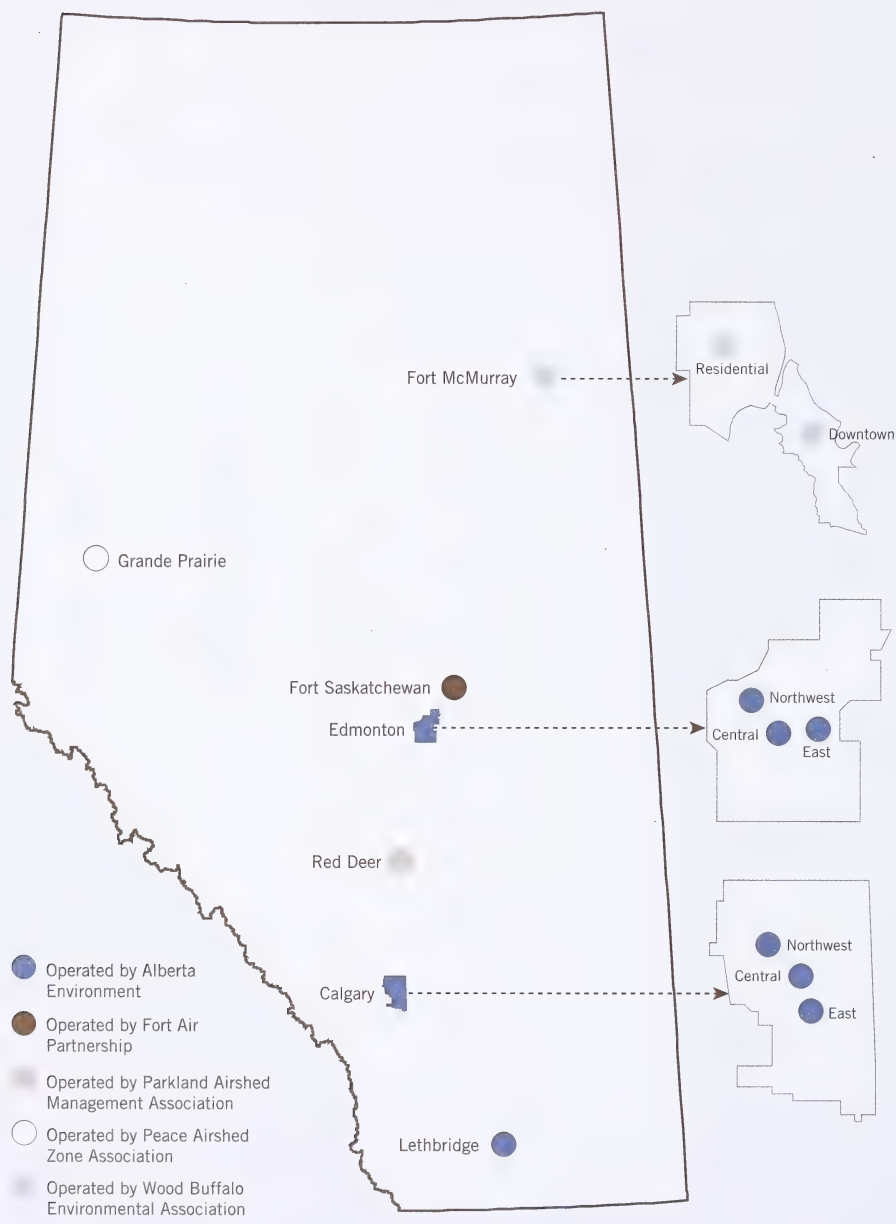 Fort McMurray
Residential
Downtown
Grande Prairie
Fort Saskatchewan
Edmonton
Northwest
Central
East
Red Deer
Calgary
Northwest
Central
East
Lethbridge
Operated by Alberta
Environment
Operated by Fort Air
Partnership
Operated by Parkland Airshed
Management Association
Operated by Peace Airshed
Zone Association
Operated by Wood Buffalo
Environmental Association